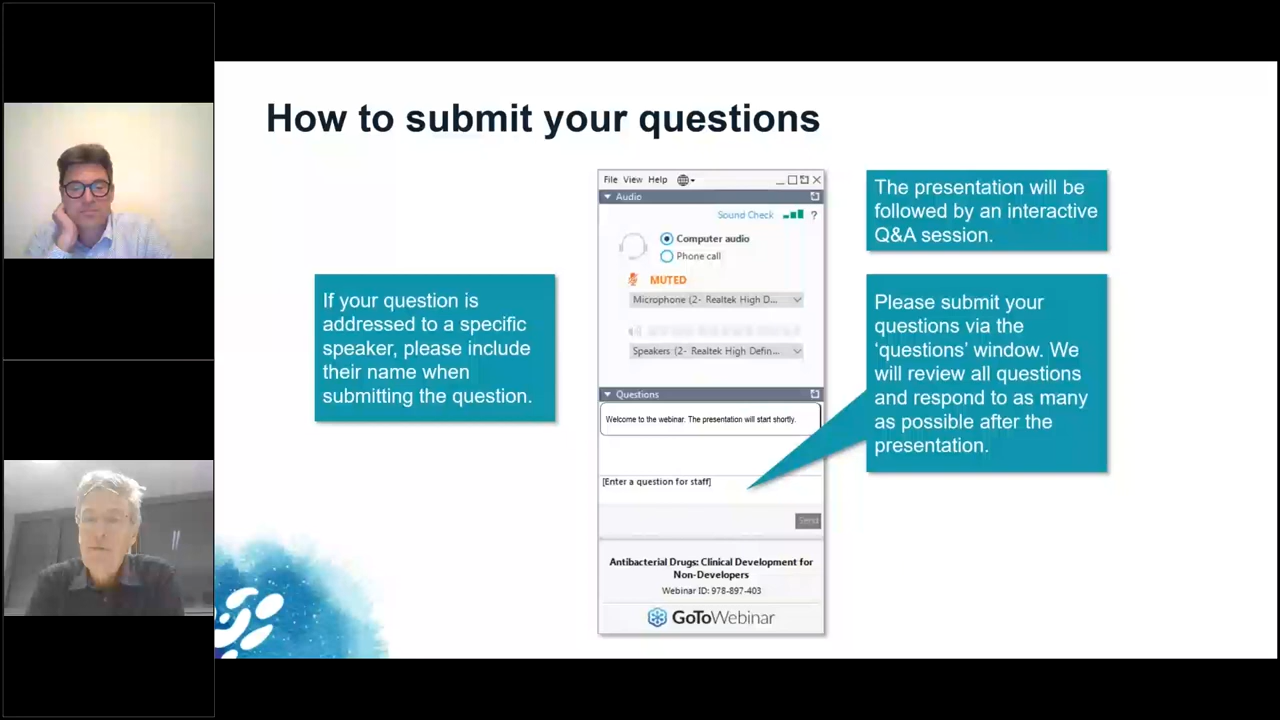 How to submit your questions
If your question is
addressed to a specific
speaker, please include
their name when
submitting the question.
File View Help
Audio
Sound Check ?
Computer audio
Phone call
MUTED
Microphone (2- Realtek High D...
Speakers (2- Realtek High Defin...
Questions
Welcome to the webinar. The presentation will start shortly.
[Enter a question for staff]
Send
Antibacterial Drugs: Clinical Development for
Non-Developers
Webinar ID: 978-897-403
GoToWebinar
The presentation will be
followed by an interactive
Q&A session.
Please submit your
questions via the
‘questions’ window. We
will review all questions
and respond to as many
as possible after the
presentation.